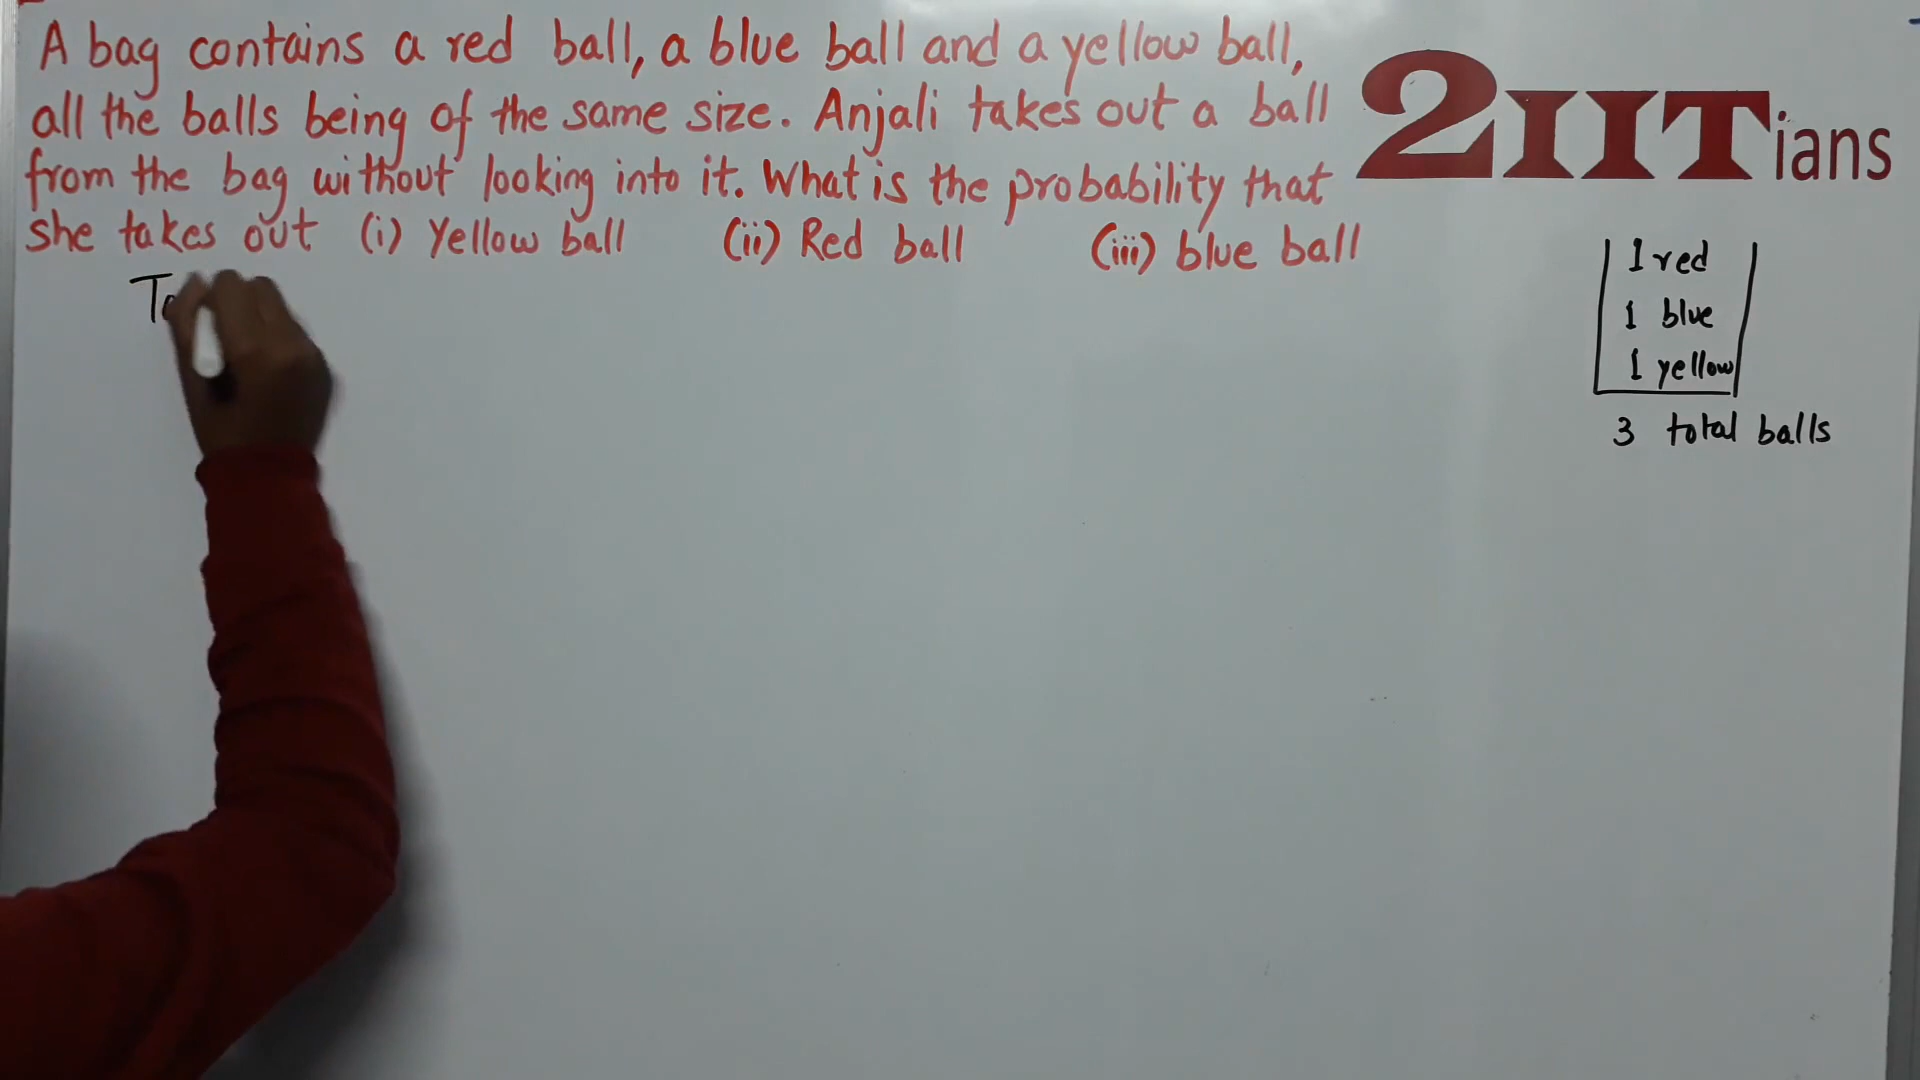 A bag contains a red ball, a blue ball and a yellow ball,
all the balls being of the same size. Anjali takes out a ball
from the bag without looking into it. What is the probability that
she takes out (i) Yellow ball (ii) Red ball (iii) blue ball
2IITians
1 red
1 blue
1 yellow
3 total balls